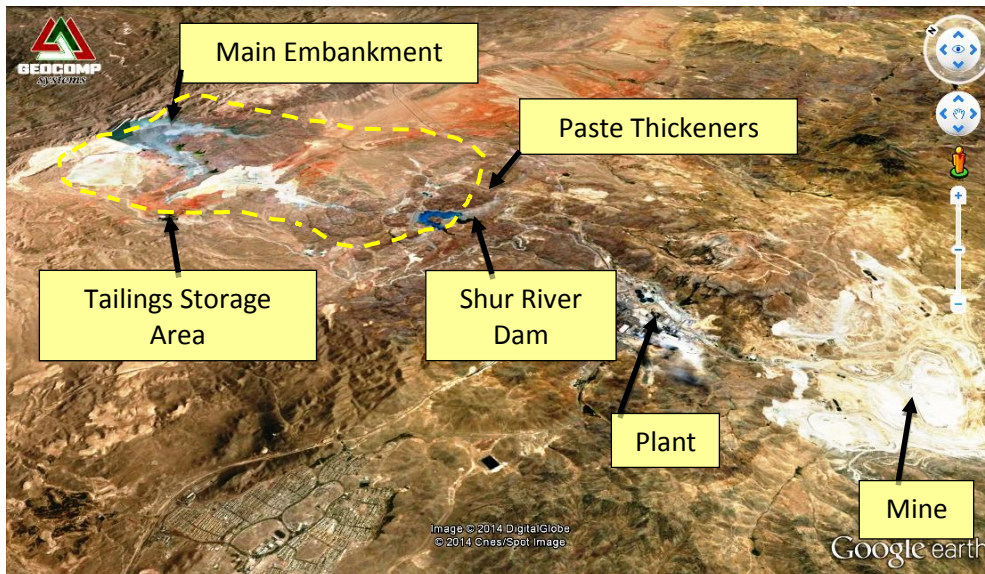 GEOCOMP
systems
Main Embankment
N
Paste Thickeners
Tailings Storage
Area
Shur River
Dam
Plant
Mine
Image © 2014 DigitalGlobe
© 2014 Cnes/Spot Image
Google earth